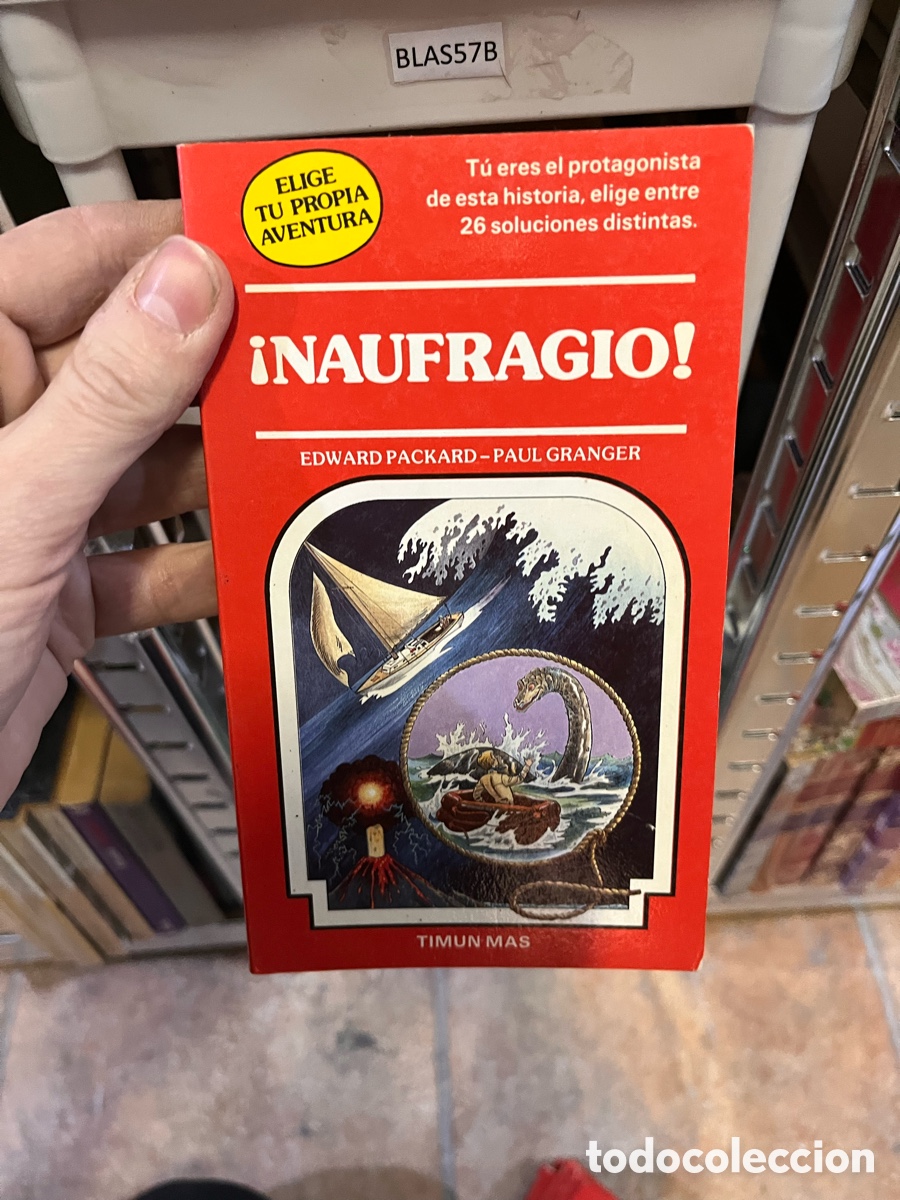 BLAS57B
ELIGE
TU PROPIA
AVENTURA
Tú eres el protagonista
de esta historia, elige entre
26 soluciones distintas.
¡NAUFRAGIO!
EDWARD PACKARD – PAUL GRANGER
TIMUN MAS
todocoleccion